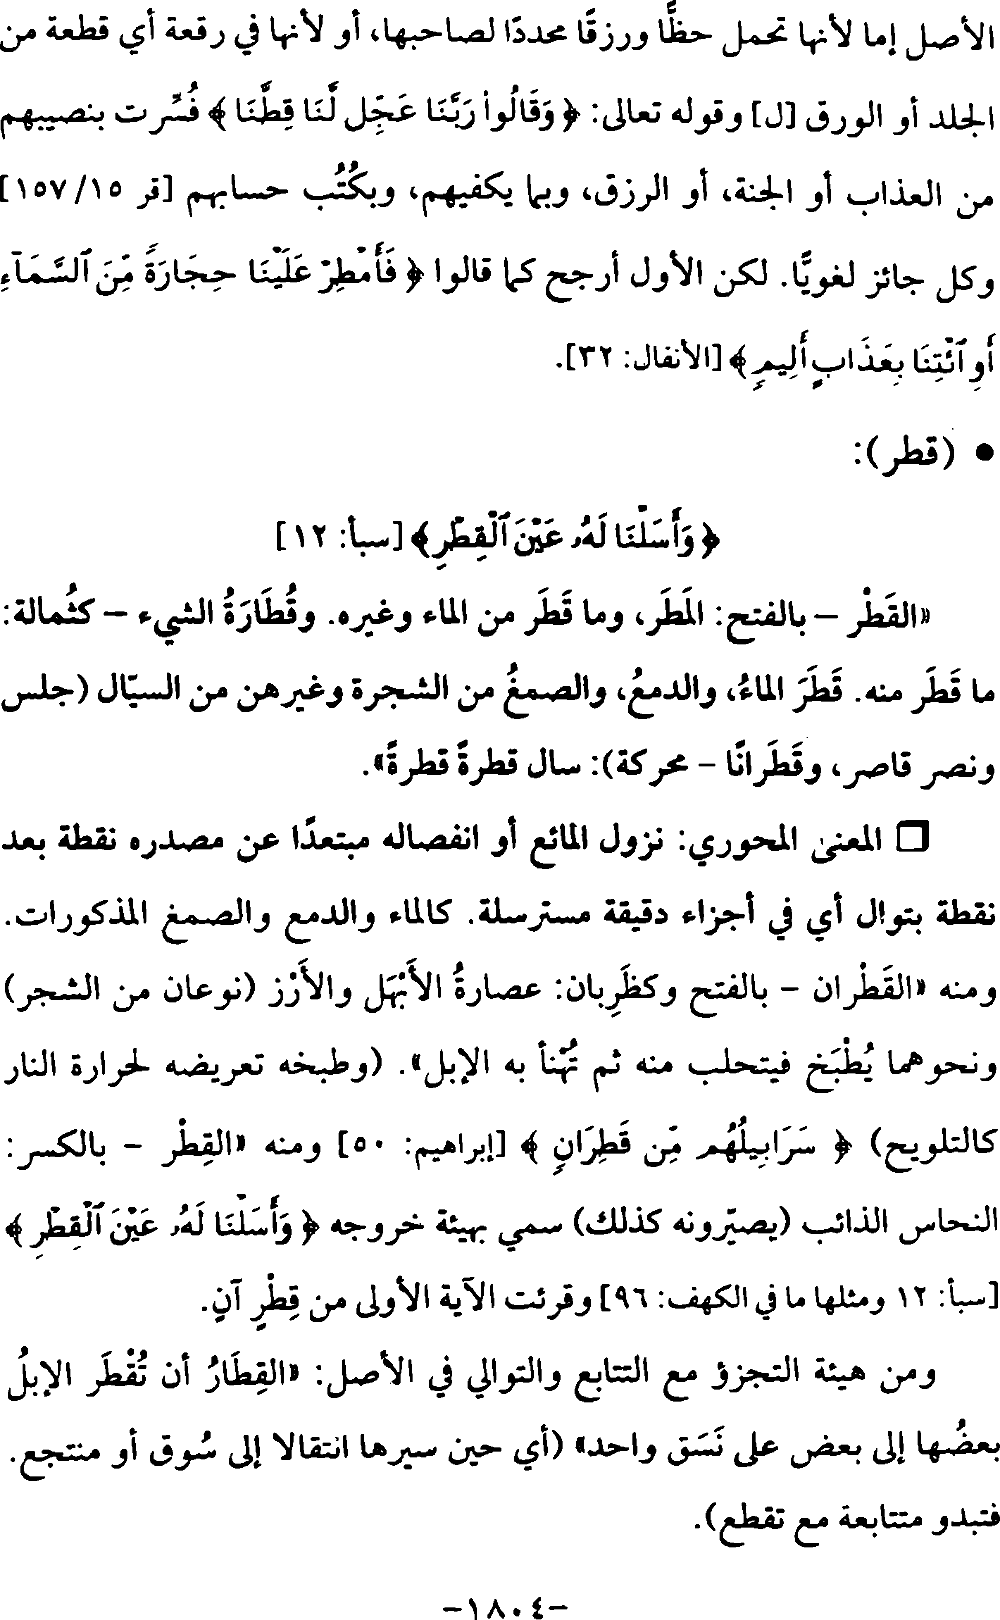 الأصل إما لأنها تحمل حظًّا ورزقًا محددًا لصاحبها، أو لأنها في رقعة أي قطعة من
الجلد أو الورق [ل] وقوله تعالى: ﴿ وَقَالُوا۟ رَبَّنَا عَجِّل لَّنَا قِطَّنَا ﴾ فُسِّرت بنصيبهم
من العذاب أو الجنة، أو الرزق، وبما يكفيهم، وبكُتُب حسابهم [قر ١٥/ ١٥٧]
وكل جائز لغويًّا. لكن الأول أرجح كما قالوا ﴿ فَأَمْطِرْ عَلَيْنَا حِجَارَةً مِّنَ ٱلسَّمَآءِ
أَوِ ٱئْتِنَا بِعَذَابٍ أَلِيمٍ﴾ [الأنفال: ٣٢].
● (قطر):
﴿ وَأَسَلْنَا لَهُۥ عَيْنَ ٱلْقِطْرِ﴾ [سبأ: ١٢]
«القَطْر – بالفتح: المَطَر، وما قَطَر من الماء وغيره. وقُطَارَةُ الشيء – كثُمالة:
ما قَطَر منه. قَطَرَ الماءُ، والدمعُ، والصمغُ من الشجرة وغيرهن من السيّال (جلس
ونصر قاصر، وقَطَرانًا – محركة): سال قطرةً قطرةً».
❒ المعنى المحوري: نزول المائع أو انفصاله مبتعدًا عن مصدره نقطة بعد
نقطة بتوال أي في أجزاء دقيقة مسترسلة. كالماء والدمع والصمغ المذكورات.
ومنه «القَطْران – بالفتح وكظَرِبان: عصارةُ الأَبْهَل والأَرْز (نوعان من الشجر)
ونحوهما يُطْبَخ فيتحلب منه ثم تُهْنأ به الإبل». (وطبخه تعريضه لحرارة النار
كالتلويح) ﴿ سَرَابِيلُهُم مِّن قَطِرَانٍ ﴾ [إبراهيم: ٥٠] ومنه «القِطْر – بالكسر:
النحاس الذائب (يصيّرونه كذلك) سمي بهيئة خروجه ﴿ وَأَسَلْنَا لَهُۥ عَيْنَ ٱلْقِطْرِ ﴾
[سبأ: ١٢ ومثلها ما في الكهف: ٩٦] وقرئت الآية الأولى من قِطْرٍ آنٍ.
ومن هيئة التجزؤ مع التتابع والتوالي في الأصل: «القِطَارُ أن تُقْطَر الإبلُ
بعضُها إلى بعض على نَسَق واحد» (أي حين سيرها انتقالا إلى سُوق أو منتجع.
فتبدو متتابعة مع تقطع).
-١٨٠٤-